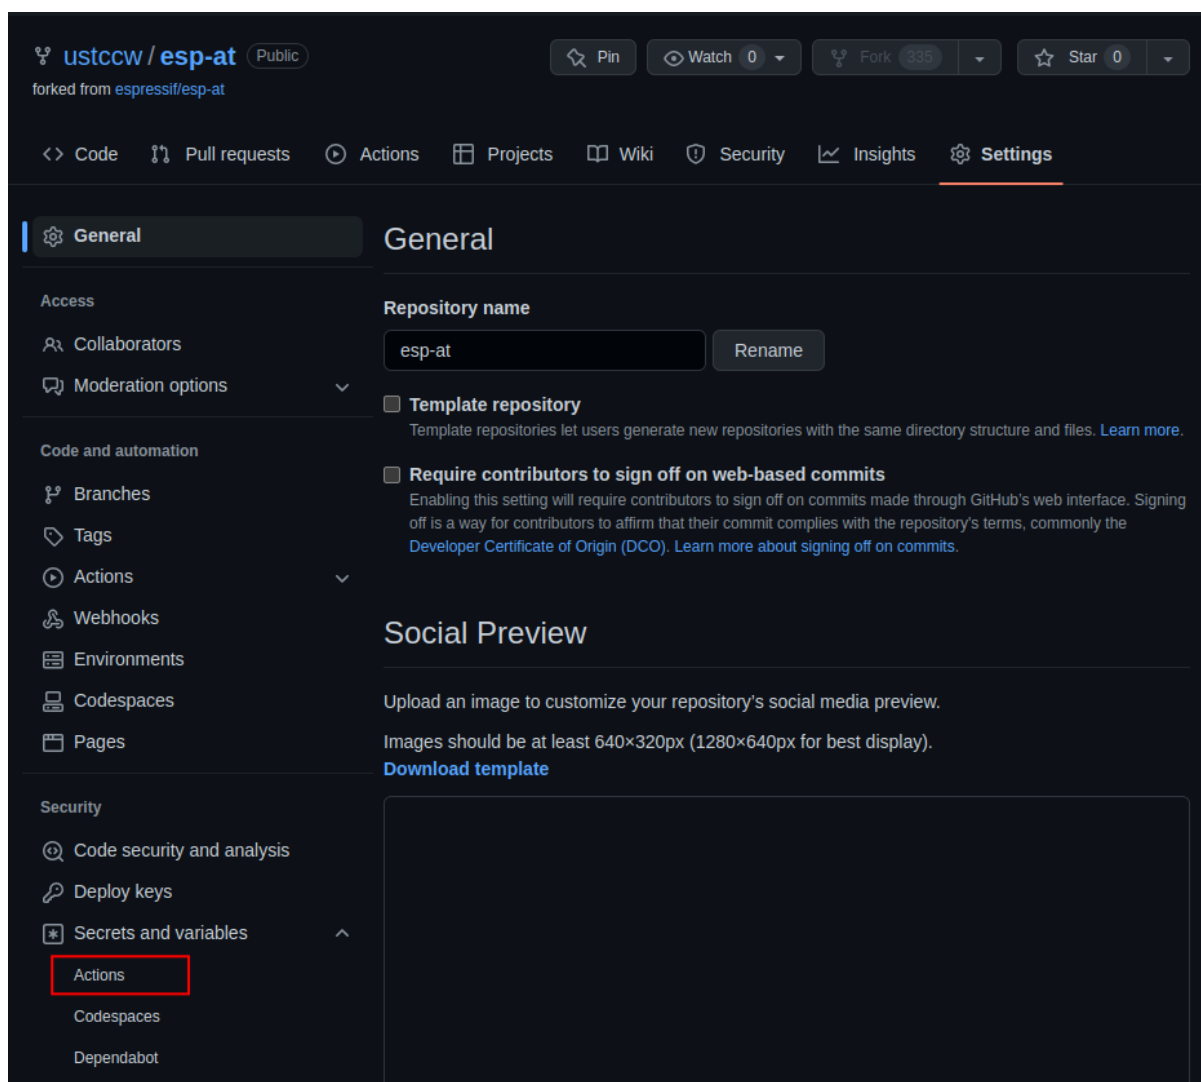 ustccw / esp-at Public
Pin
Watch 0
Fork 335
Star 0
forked from espressif/esp-at
Code
Pull requests
Actions
Projects
Wiki
Security
Insights
Settings
General
Access
Collaborators
Moderation options
Code and automation
Branches
Tags
Actions
Webhooks
Environments
Codespaces
Pages
Security
Code security and analysis
Deploy keys
Secrets and variables
Actions
Codespaces
Dependabot
General
Repository name
esp-at
Rename
Template repository
Template repositories let users generate new repositories with the same directory structure and files. Learn more.
Require contributors to sign off on web-based commits
Enabling this setting will require contributors to sign off on commits made through GitHub's web interface. Signing
off is a way for contributors to affirm that their commit complies with the repository's terms, commonly the
Developer Certificate of Origin (DCO). Learn more about signing off on commits.
Social Preview
Upload an image to customize your repository's social media preview.
Images should be at least 640×320px (1280×640px for best display).
Download template